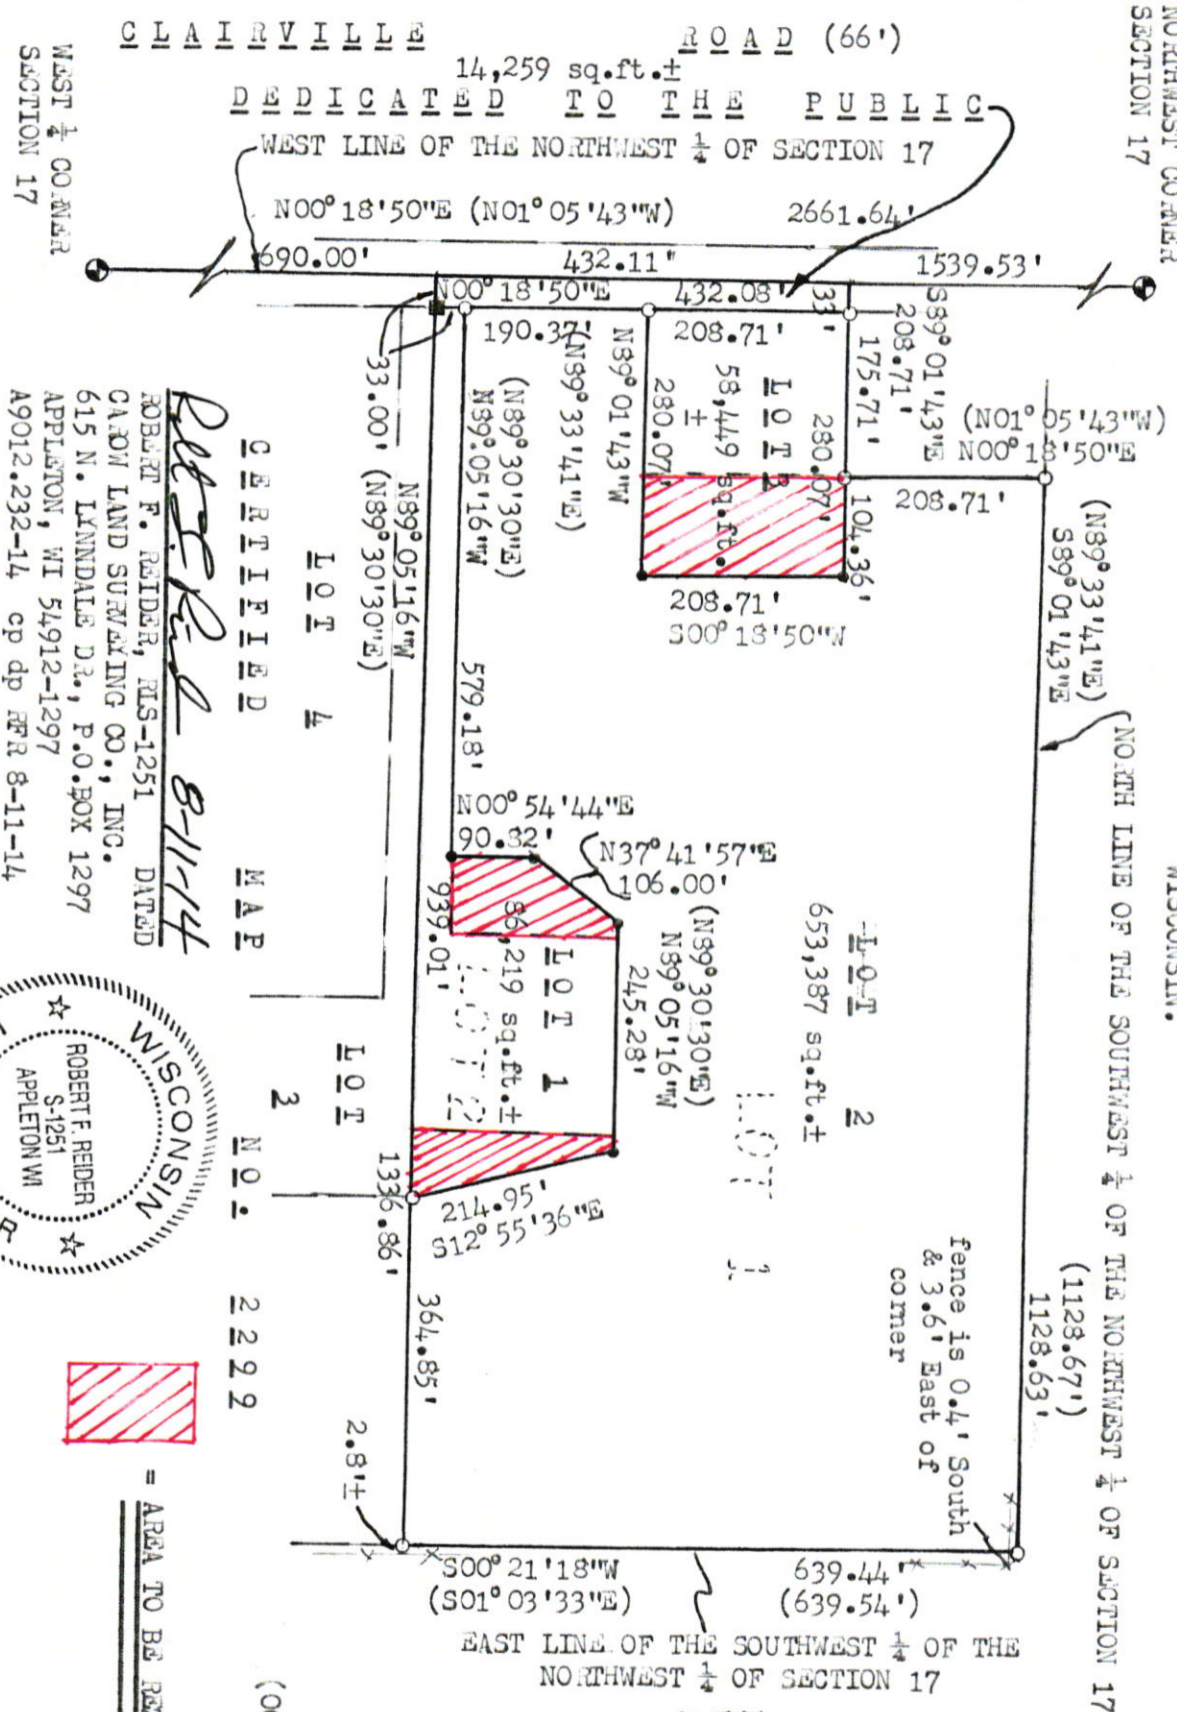 CLAIRVILLE ROAD (66')
14,259 sq.ft.±
DEDICATED TO THE PUBLIC
WEST LINE OF THE NORTHWEST ¼ OF SECTION 17
N00°18'50"E (N01°05'43"W) 2661.64'
690.00' 432.11" 1539.53'
N00°18'50"E 432.08'
190.37' 208.71'
WEST ¼ CORNER
SECTION 17
NORTHWEST CORNER
SECTION 17
33'
175.71'
S89°01'43"E
208.71'
(N01°05'43"W)
N00°18'50"E
208.71'
280.07'
104.36'
58,449 sq.ft.
±
280.07'
N89°01'43"W
(N89°33'41"E)
208.71'
S00°18'50"W
(N89°33'41"E)
S89°01'43"E
NORTH LINE OF THE SOUTHWEST ¼ OF THE NORTHWEST ¼ OF SECTION 17
(1128.67')
1128.63'
WISCONSIN.
(N89°30'30"E)
N89°05'16"W
579.18'
33.00'
N89°05'16"W
(N89°30'30"E)
939.01'
1336.86'
N00°54'44"E
90.82'
N37°41'57"E
106.00'
(N89°30'30"E)
N89°05'16"W
245.28'
LOT 1
86,219 sq.ft.±
LOT 2
214.95'
S12°55'36"E
364.85'
LOT 2
653,387 sq.ft.±
LOT 1
fence is 0.4' South
& 3.6' East of
corner
2.8'±
S00°21'18"W 639.44'
(S01°03'33"E) (639.54')
EAST LINE OF THE SOUTHWEST ¼ OF THE
NORTHWEST ¼ OF SECTION 17
LOT 4
LOT
3
CERTIFIED MAP NO. 2299
8-11-14
ROBERT F. REIDER, RLS-1251 DATED
CAROW LAND SURVEYING CO., INC.
615 N. LYNNDALE DR., P.O.BOX 1297
APPLETON, WI 54912-1297
A9012.232-14 cp dp RFR 8-11-14
WISCONSIN
ROBERT F. REIDER
S-1251
APPLETON WI
= AREA TO BE